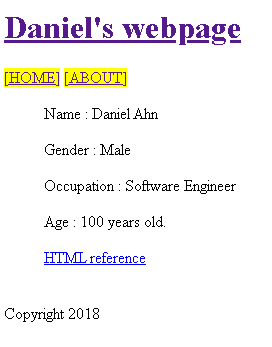 Daniel's webpage
[HOME] [ABOUT]
Name : Daniel Ahn
Gender : Male
Occupation : Software Engineer
Age : 100 years old.
HTML reference
Copyright 2018